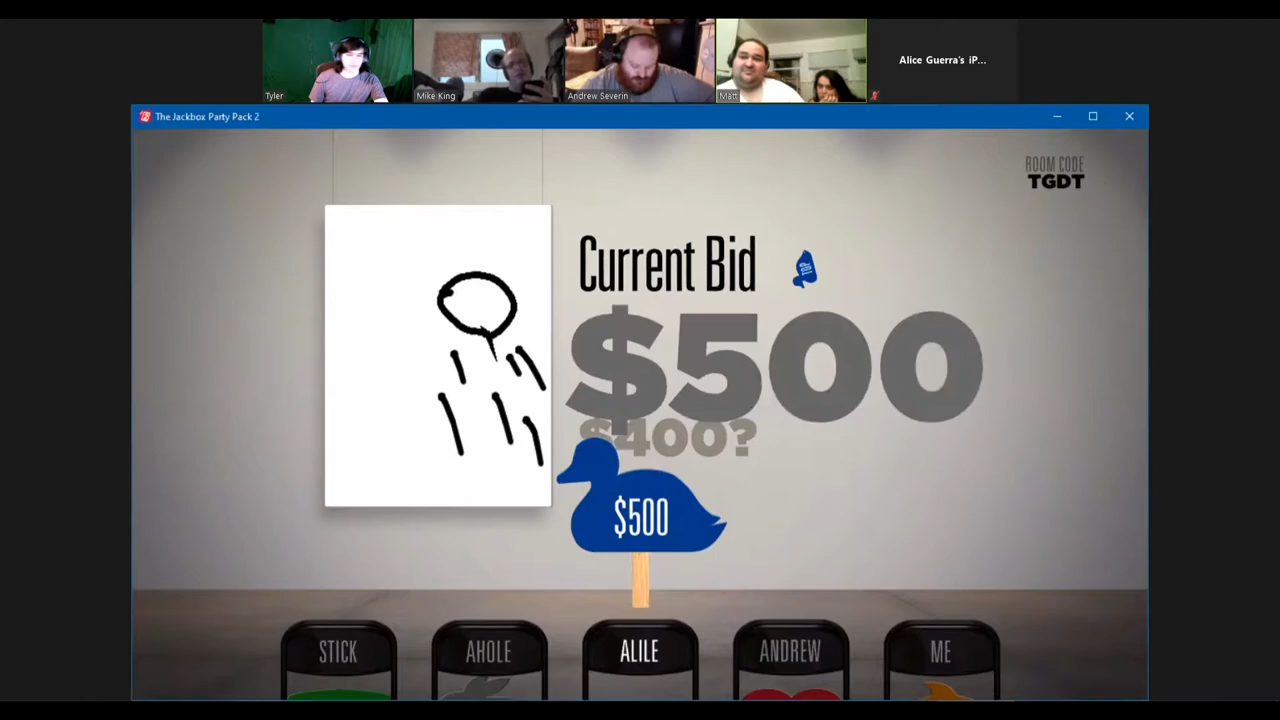 Tyler
Mike King
Andrew Severin
Matt
Alice Guerra's iP...
The Jackbox Party Pack 2
ROOM CODE
TGDT
Current Bid
$500
$400?
$500
STICK
AHOLE
ALILE
ANDREW
ME